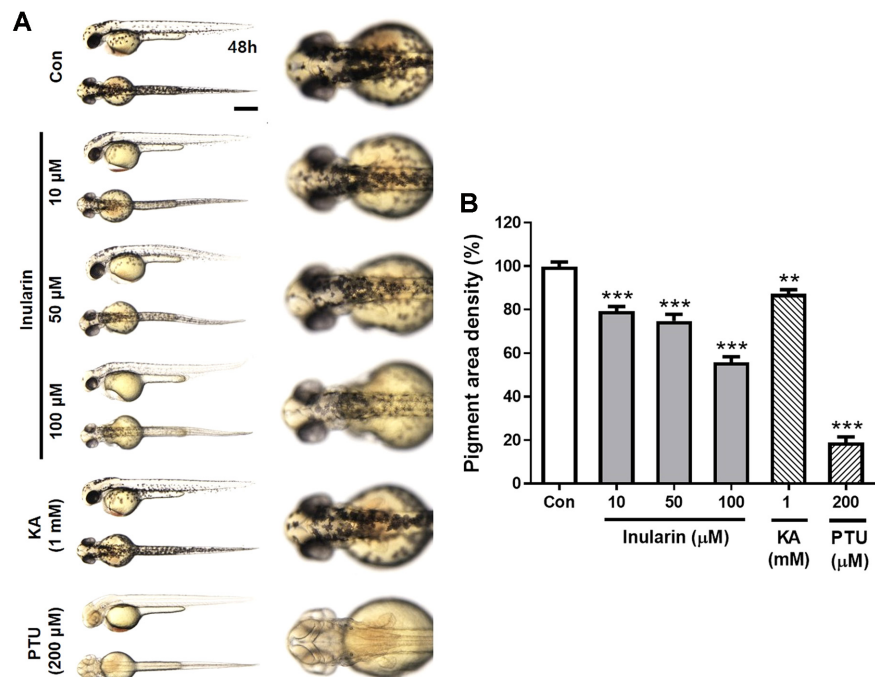 A
Con
48h
Inularin
10 µM
50 µM
100 µM
KA
(1 mM)
PTU
(200 µM)
B
Pigment area density (%)
120
100
80
60
40
20
0
***
***
***
**
***
Con
10
50
100
1
200
Inularin (µM)
KA
(mM)
PTU
(µM)